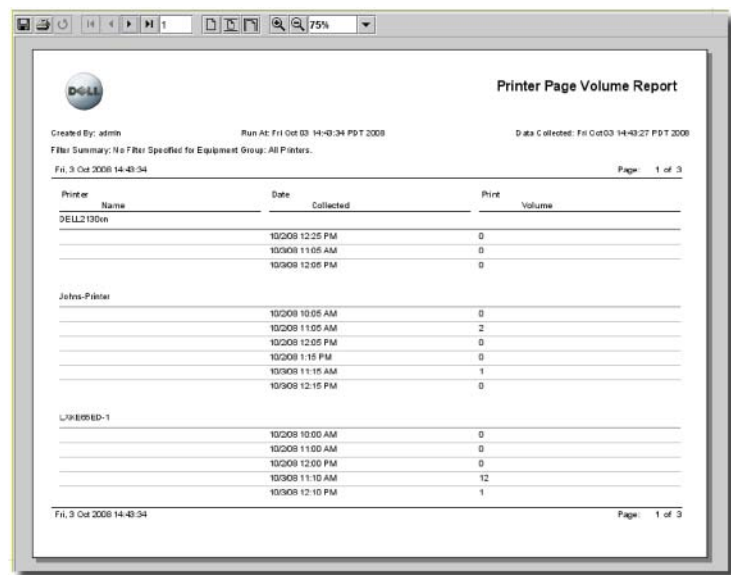 1 75%
DELL
Printer Page Volume Report
Created By: admin Run At: Fri Oct 03 14:43:34 PDT 2008 Data Collected: Fri Oct 03 14:43:27 PDT 2008
Filter Summary: No Filter Specified for Equipment Group: All Printers.
Fri, 3 Oct 2008 14:43:34 Page: 1 of 3
Printer Date Print
Name Collected Volume
DELL2130cn
10/2/08 12:25 PM 0
10/3/08 11:05 AM 0
10/3/08 12:05 PM 0
Johns-Printer
10/2/08 10:05 AM 0
10/2/08 11:05 AM 2
10/2/08 12:05 PM 0
10/2/08 1:15 PM 0
10/3/08 11:15 AM 1
10/3/08 12:15 PM 0
LXKE65ED-1
10/2/08 10:00 AM 0
10/2/08 11:00 AM 0
10/2/08 12:00 PM 0
10/3/08 11:10 AM 12
10/3/08 12:10 PM 1
Fri, 3 Oct 2008 14:43:34 Page: 1 of 3